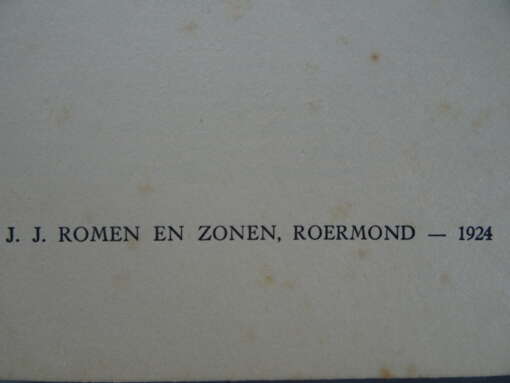 J. J. ROMEN EN ZONEN, ROERMOND — 1924